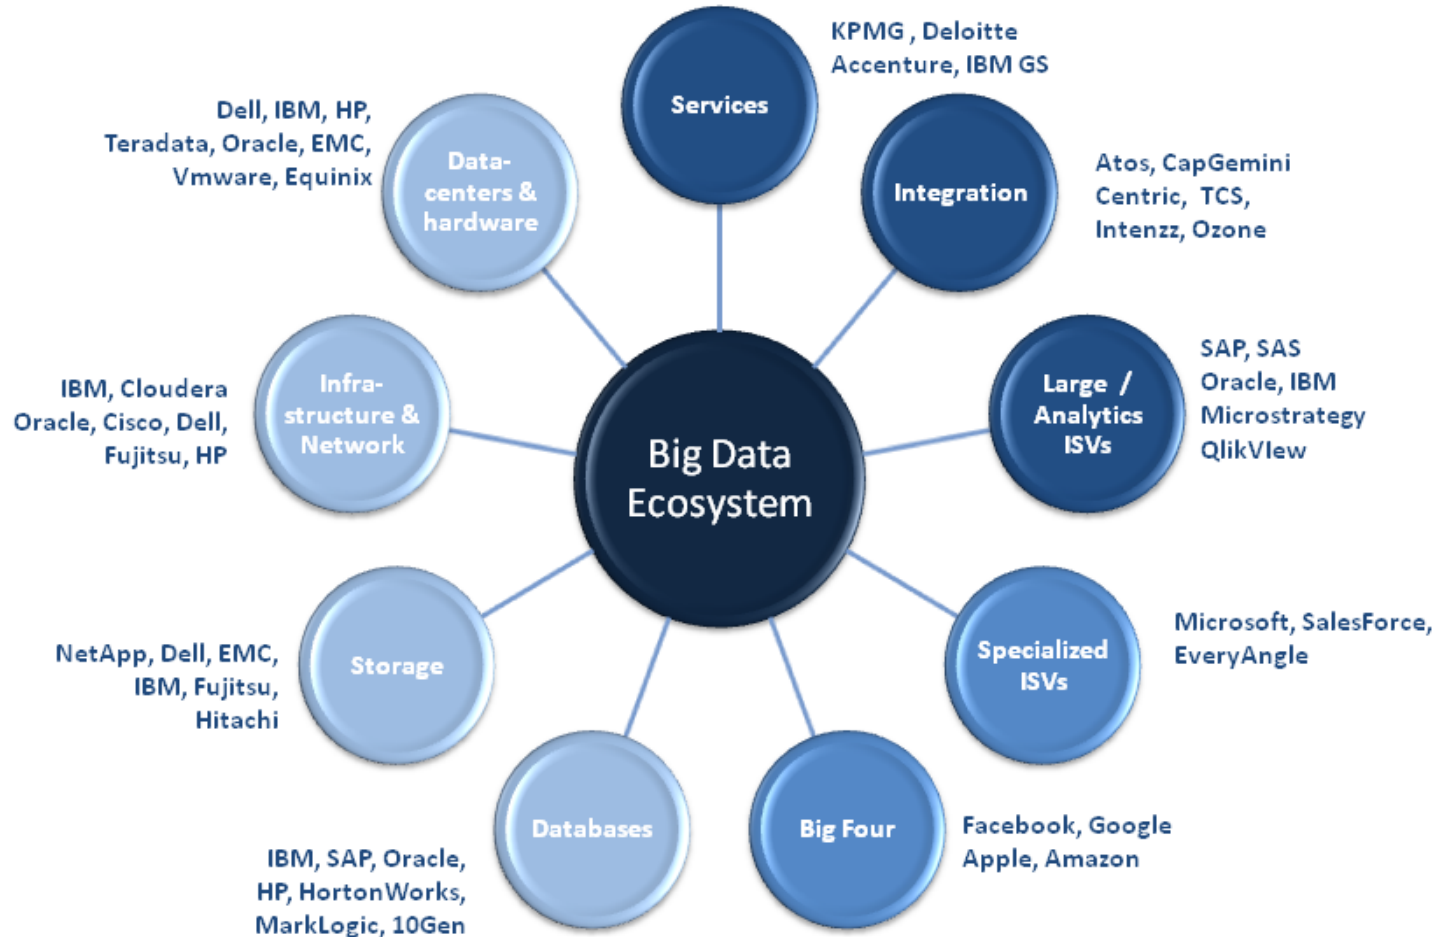 Services
KPMG , Deloitte
Accenture, IBM GS
Integration
Atos, CapGemini
Centric, TCS,
Intenzz, Ozone
Large /
Analytics
ISVs
SAP, SAS
Oracle, IBM
Microstrategy
QlikVIew
Specialized
ISVs
Microsoft, SalesForce,
EveryAngle
Big Four
Facebook, Google
Apple, Amazon
Databases
IBM, SAP, Oracle,
HP, HortonWorks,
MarkLogic, 10Gen
Storage
NetApp, Dell, EMC,
IBM, Fujitsu,
Hitachi
Infra-
structure &
Network
IBM, Cloudera
Oracle, Cisco, Dell,
Fujitsu, HP
Data-
centers &
hardware
Dell, IBM, HP,
Teradata, Oracle, EMC,
Vmware, Equinix
Big Data
Ecosystem